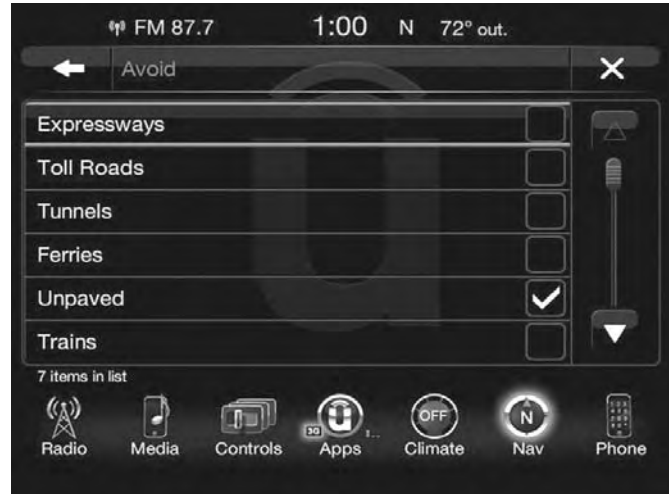 FM 87.7 1:00 N 72° out.
Avoid
Expressways
Toll Roads
Tunnels
Ferries
Unpaved
Trains
7 items in list
OFF N
3G
Radio Media Controls Apps Climate Nav Phone